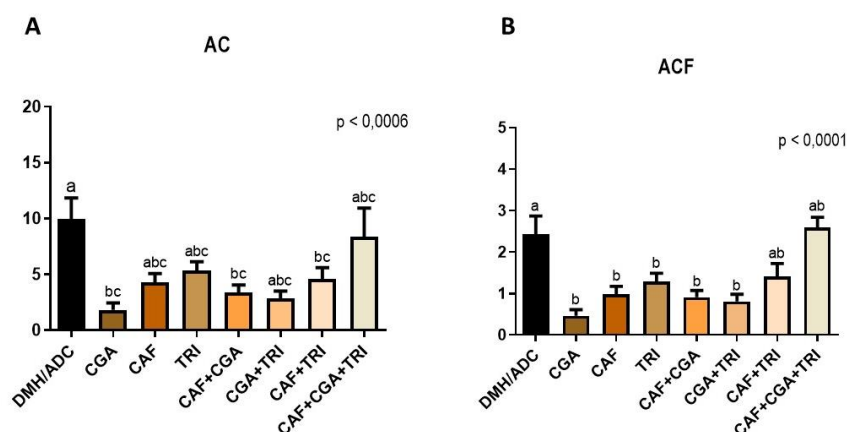 A
AC
20
15
10
5
0
p < 0,0006
a
bc
abc
abc
bc
abc
bc
abc
DMH/ADC
CGA
CAF
TRI
CAF+CGA
CGA+TRI
CAF+TRI
CAF+CGA+TRI
B
ACF
5
4
3
2
1
0
p < 0,0001
a
b
b
b
b
b
ab
ab
DMH/ADC
CGA
CAF
TRI
CAF+CGA
CGA+TRI
CAF+TRI
CAF+CGA+TRI